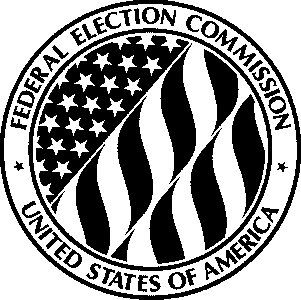 FEDERAL ELECTION COMMISSION
UNITED STATES OF AMERICA